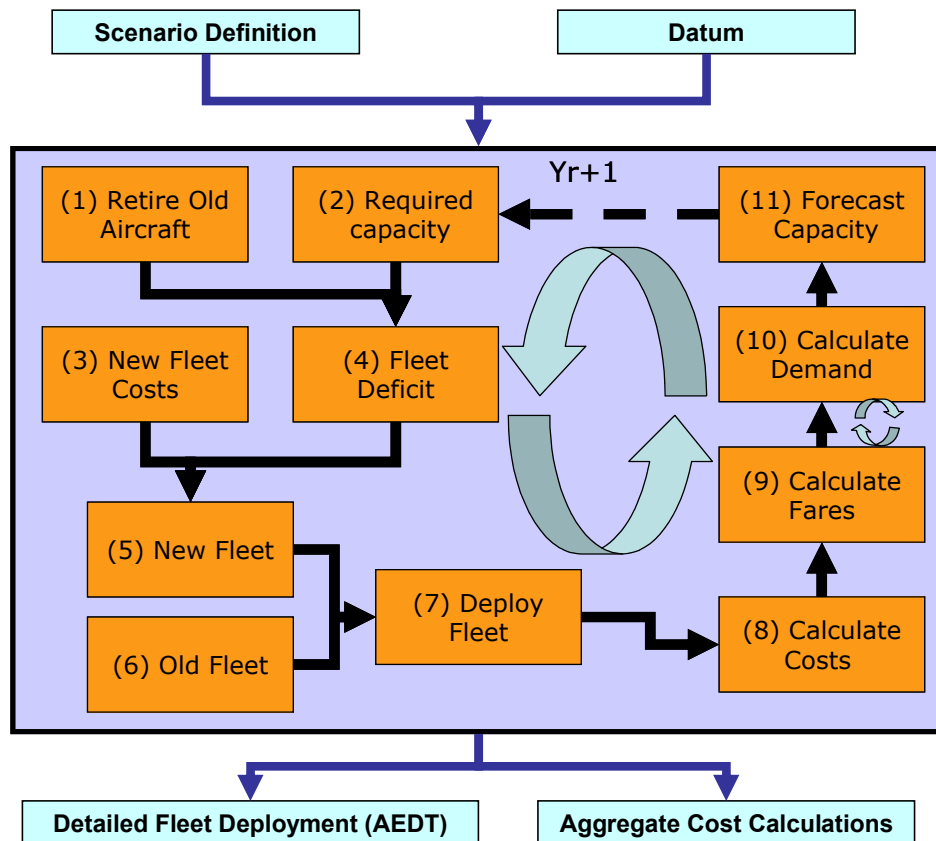 Scenario Definition
Datum
Yr+1
(1) Retire Old
Aircraft
(2) Required
capacity
(11) Forecast
Capacity
(3) New Fleet
Costs
(4) Fleet
Deficit
(10) Calculate
Demand
(9) Calculate
Fares
(5) New Fleet
(7) Deploy
Fleet
(8) Calculate
Costs
(6) Old Fleet
Detailed Fleet Deployment (AEDT)
Aggregate Cost Calculations